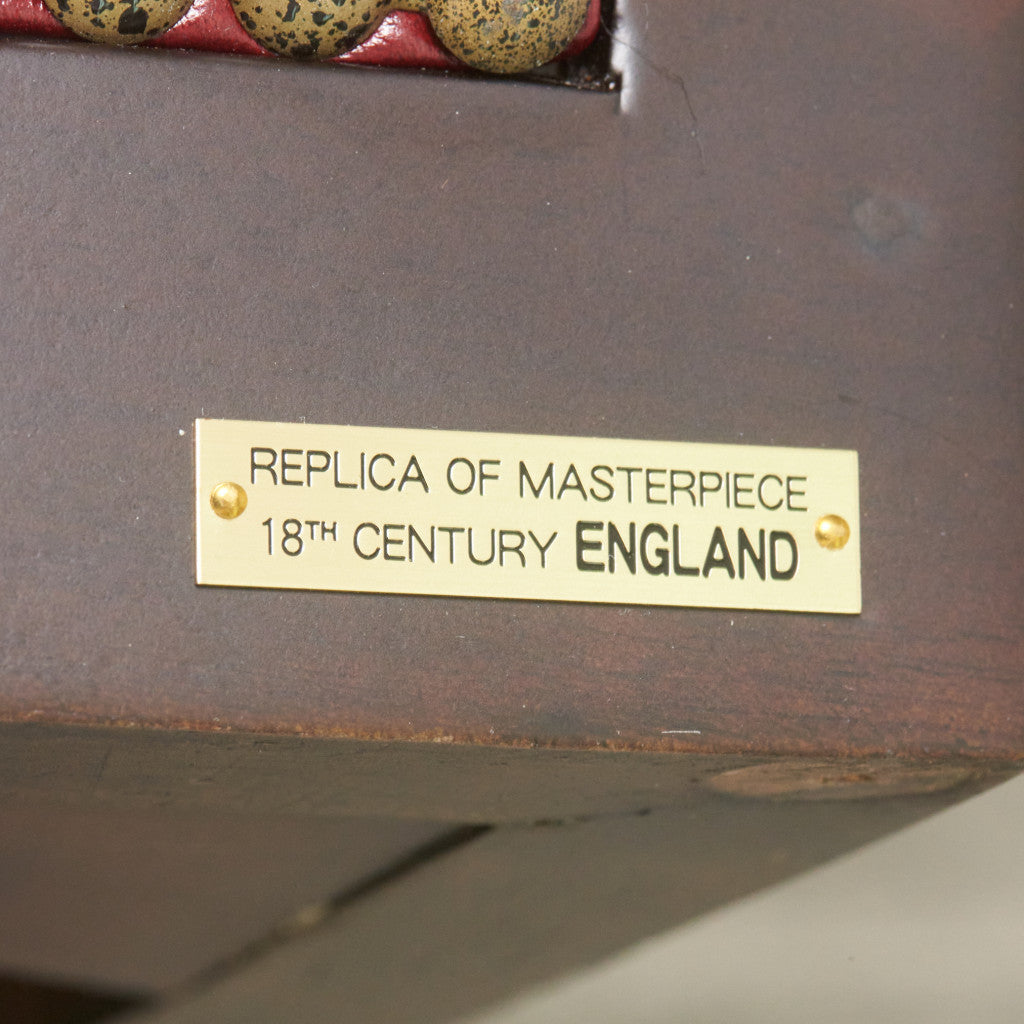 REPLICA OF MASTERPIECE
18TH CENTURY ENGLAND